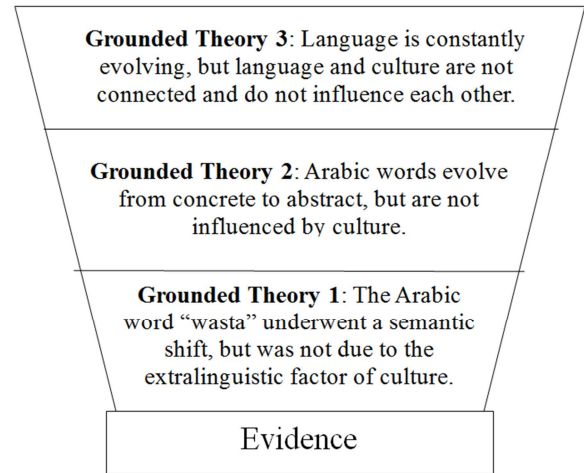 Grounded Theory 3: Language is constantly
evolving, but language and culture are not
connected and do not influence each other.
Grounded Theory 2: Arabic words evolve
from concrete to abstract, but are not
influenced by culture.
Grounded Theory 1: The Arabic
word “wasta” underwent a semantic
shift, but was not due to the
extralinguistic factor of culture.
Evidence